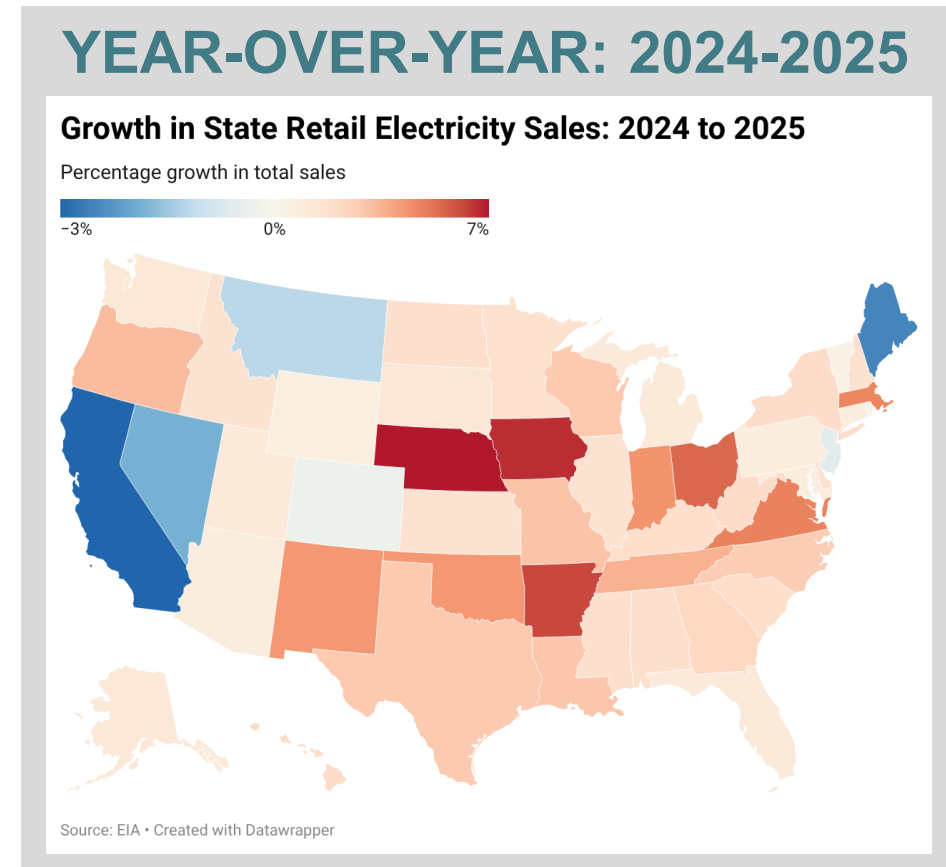 YEAR-OVER-YEAR: 2024-2025
Growth in State Retail Electricity Sales: 2024 to 2025
Percentage growth in total sales
−3% 0% 7%
Source: EIA • Created with Datawrapper